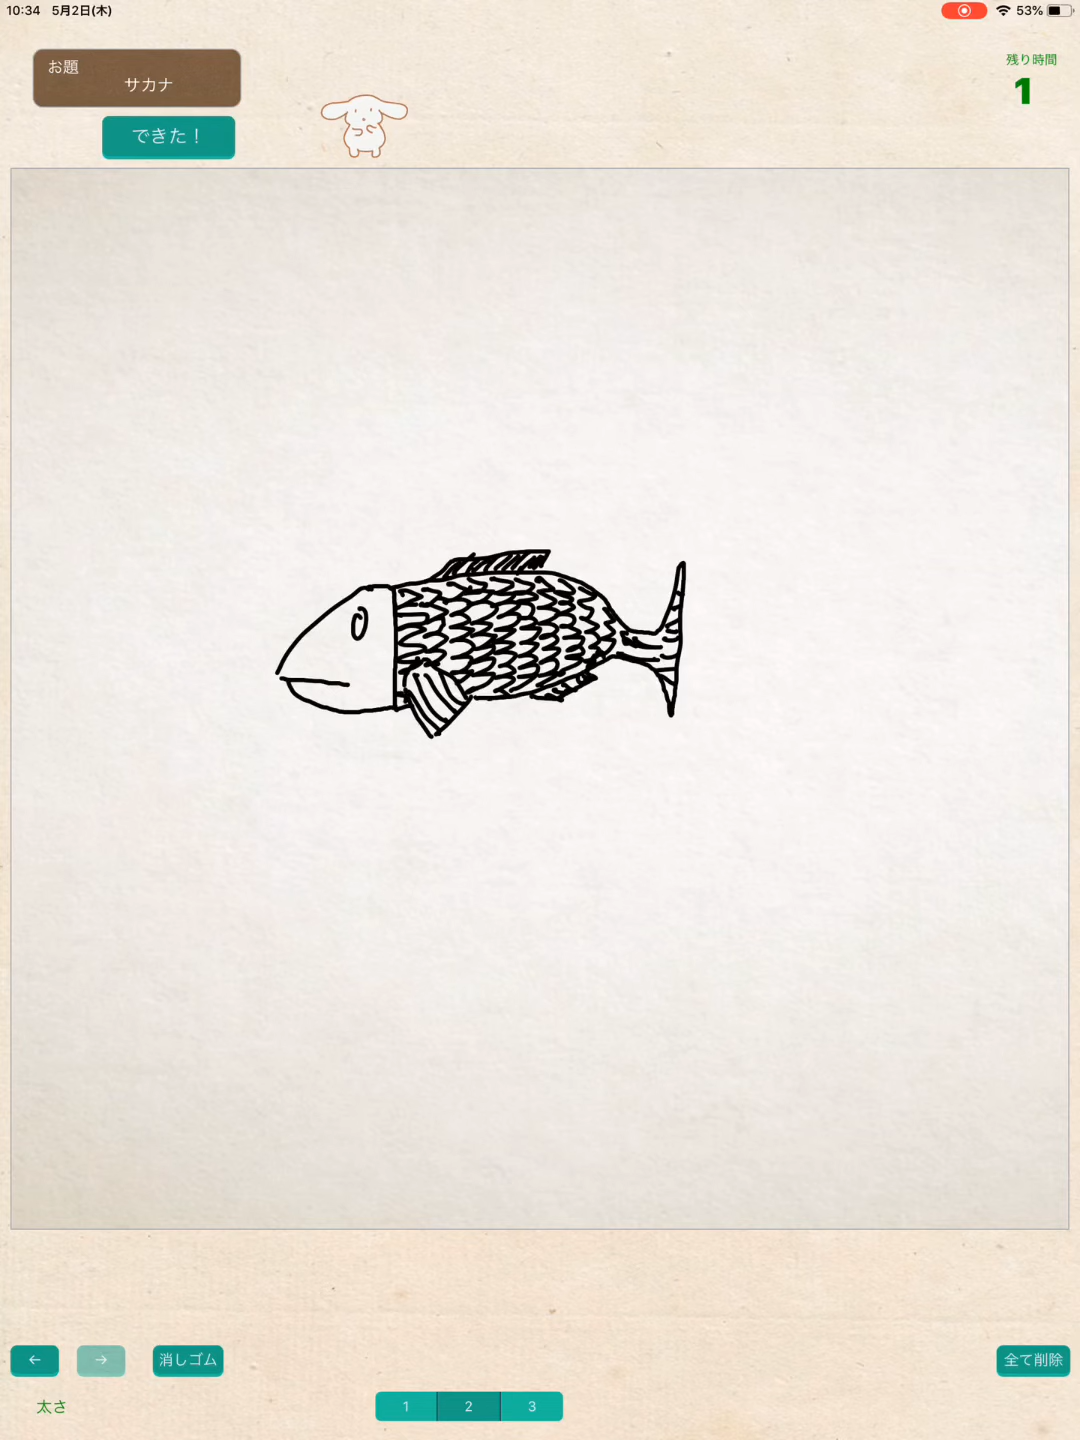 10:34 5月2日(木)
53%
お題
サカナ
残り時間
1
できた！
←
→
消しゴム
全て削除
太さ
1 2 3